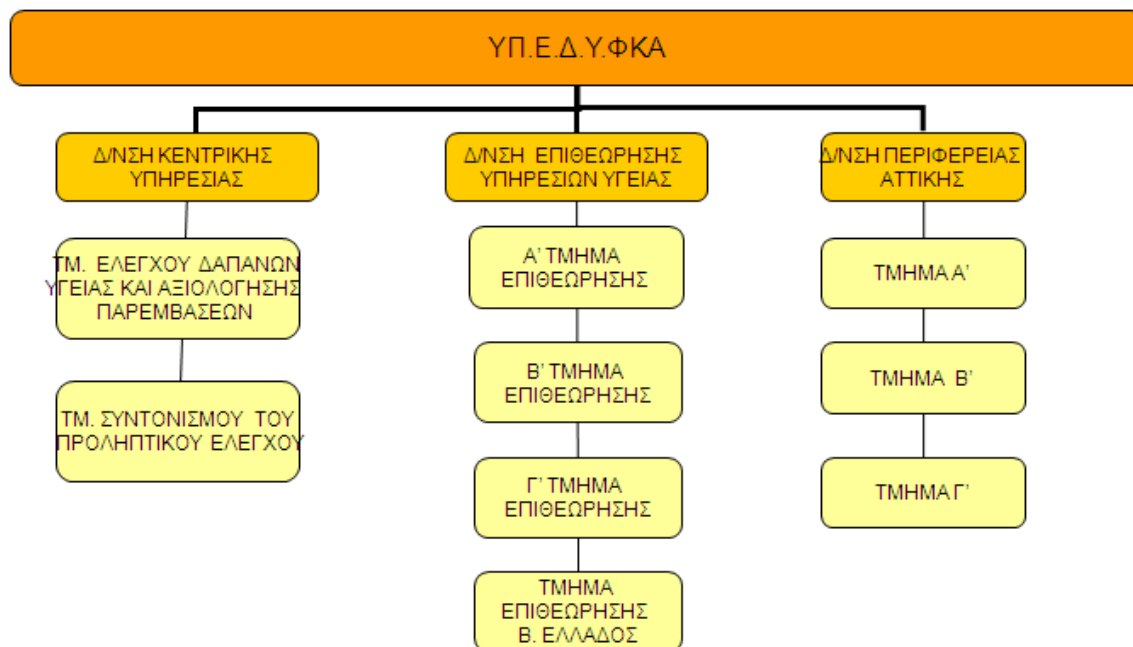 ΥΠ.Ε.Δ.Υ.ΦΚΑ
Δ/ΝΣΗ ΚΕΝΤΡΙΚΗΣ
ΥΠΗΡΕΣΙΑΣ
ΤΜ. ΕΛΕΓΧΟΥ ΔΑΠΑΝΩΝ
ΥΓΕΙΑΣ ΚΑΙ ΑΞΙΟΛΟΓΗΣΗΣ
ΠΑΡΕΜΒΑΣΕΩΝ
ΤΜ. ΣΥΝΤΟΝΙΣΜΟΥ ΤΟΥ
ΠΡΟΛΗΠΤΙΚΟΥ ΕΛΕΓΧΟΥ
Δ/ΝΣΗ ΕΠΙΘΕΩΡΗΣΗΣ
ΥΠΗΡΕΣΙΩΝ ΥΓΕΙΑΣ
Α' ΤΜΗΜΑ
ΕΠΙΘΕΩΡΗΣΗΣ
Β' ΤΜΗΜΑ
ΕΠΙΘΕΩΡΗΣΗΣ
Γ' ΤΜΗΜΑ
ΕΠΙΘΕΩΡΗΣΗΣ
ΤΜΗΜΑ
ΕΠΙΘΕΩΡΗΣΗΣ
Β. ΕΛΛΑΔΟΣ
Δ/ΝΣΗ ΠΕΡΙΦΕΡΕΙΑΣ
ΑΤΤΙΚΗΣ
ΤΜΗΜΑ Α'
ΤΜΗΜΑ Β'
ΤΜΗΜΑ Γ'